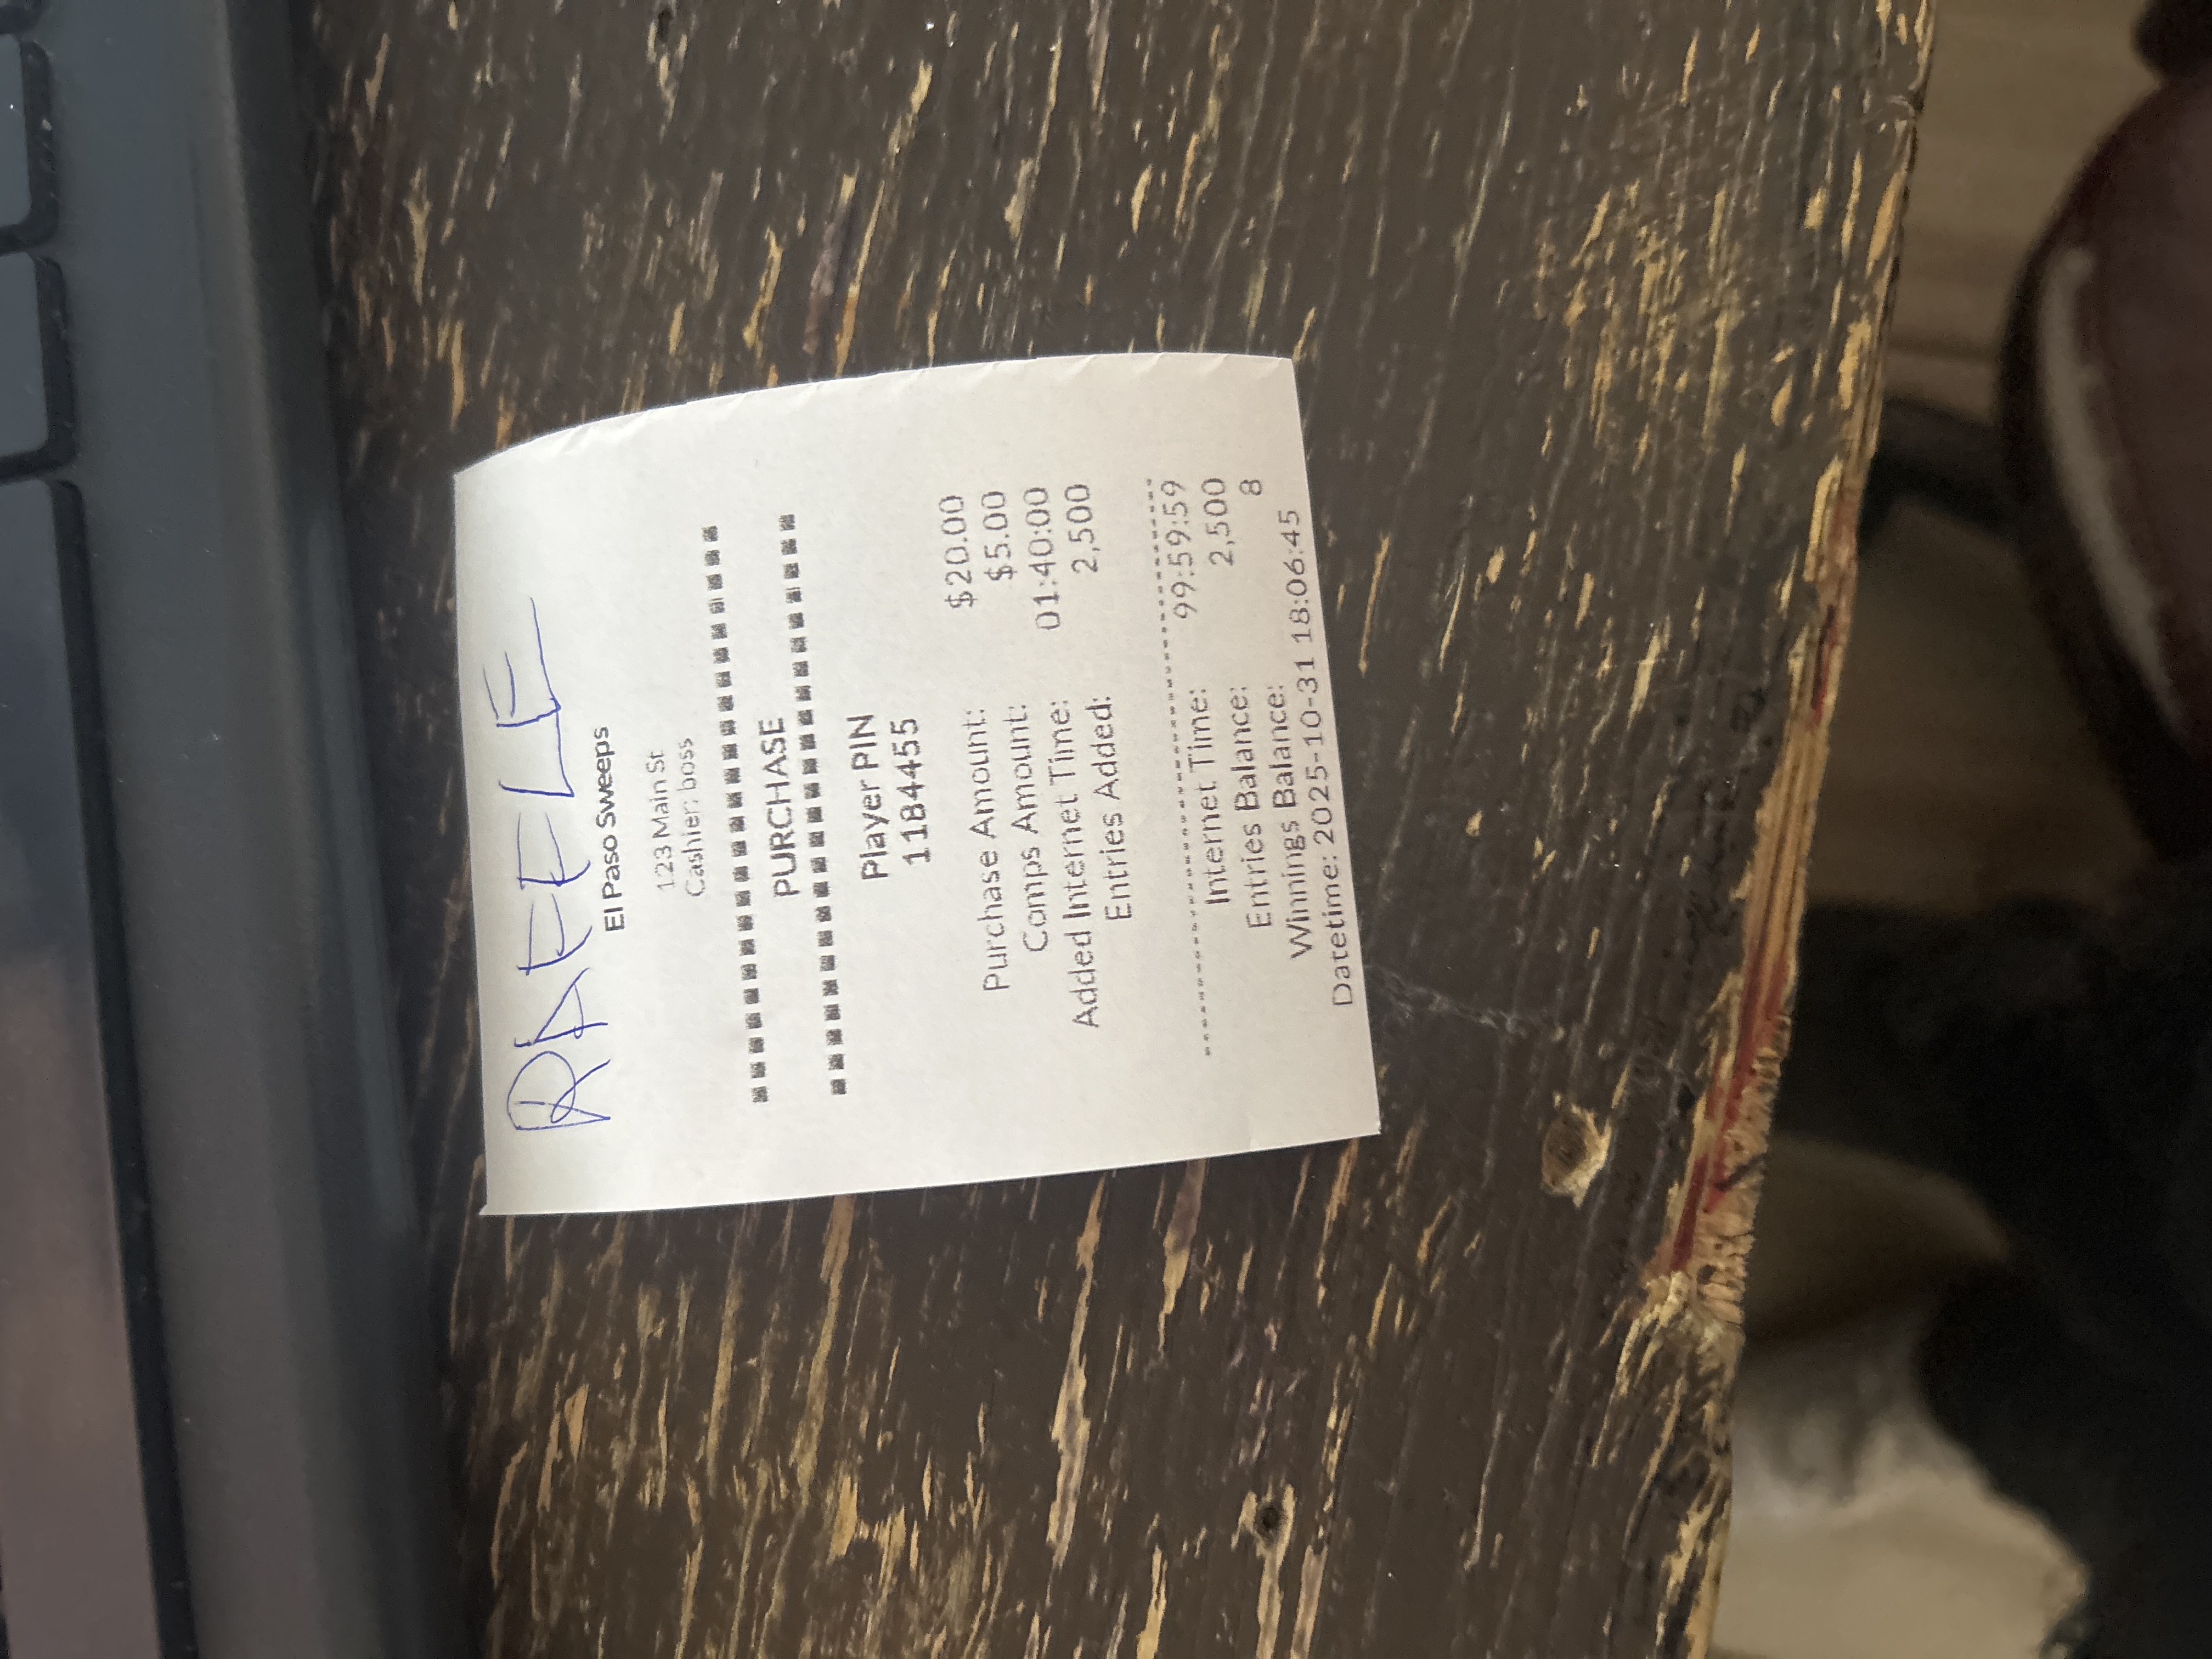 RAFFLE
El Paso Sweeps
123 Main St
Cashier: boss
PURCHASE
Player PIN
1184455
Purchase Amount: $20.00
Comps Amount: $5.00
Added Internet Time: 01:40:00
Entries Added: 2,500
Internet Time: 99:59:59
Entries Balance: 2,500
Winnings Balance: 8
Datetime: 2025-10-31 18:06:45